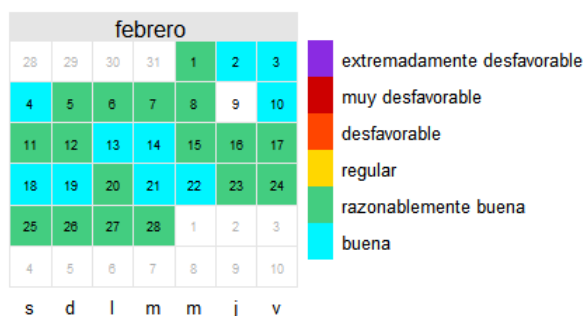 febrero
28 29 30 31 1 2 3
4 5 6 7 8 9 10
11 12 13 14 15 16 17
18 19 20 21 22 23 24
25 26 27 28 1 2 3
4 5 6 7 8 9 10
s d l m m j v
extremadamente desfavorable
muy desfavorable
desfavorable
regular
razonablemente buena
buena